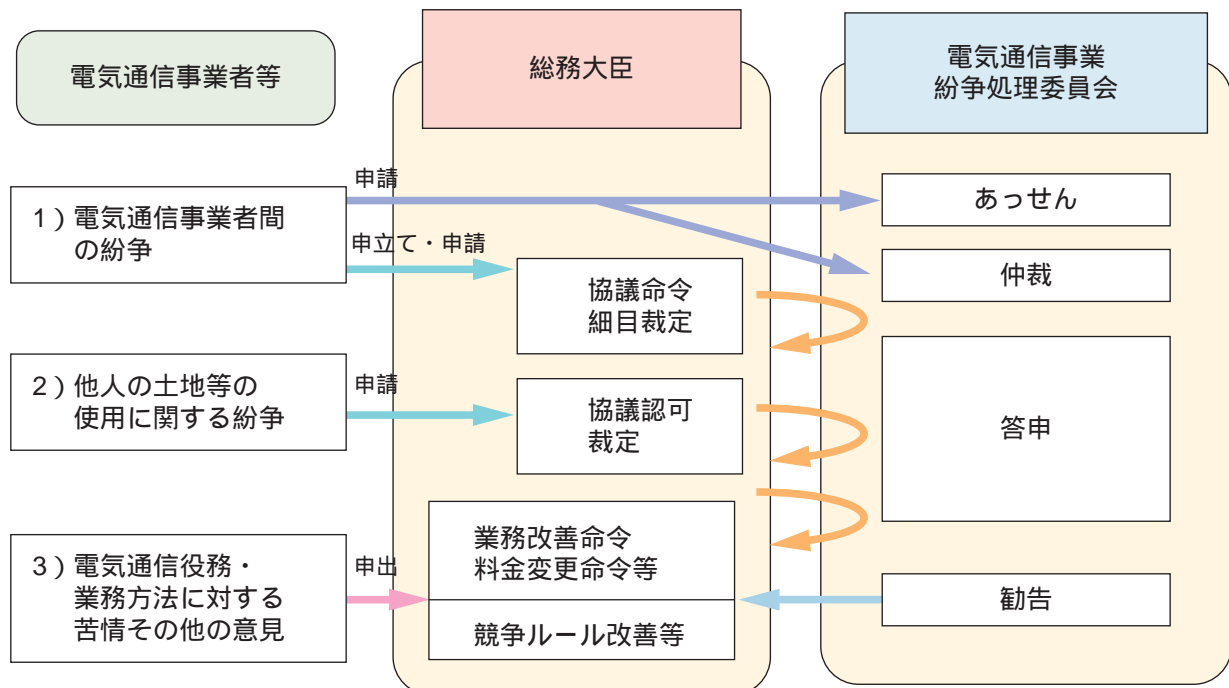 電気通信事業者等
総務大臣
電気通信事業
紛争処理委員会
1）電気通信事業者間
の紛争
申請
申立て・申請
あっせん
仲裁
協議命令
細目裁定
2）他人の土地等の
使用に関する紛争
申請
協議認可
裁定
答申
3）電気通信役務・
業務方法に対する
苦情その他の意見
申出
業務改善命令
料金変更命令等
競争ルール改善等
勧告